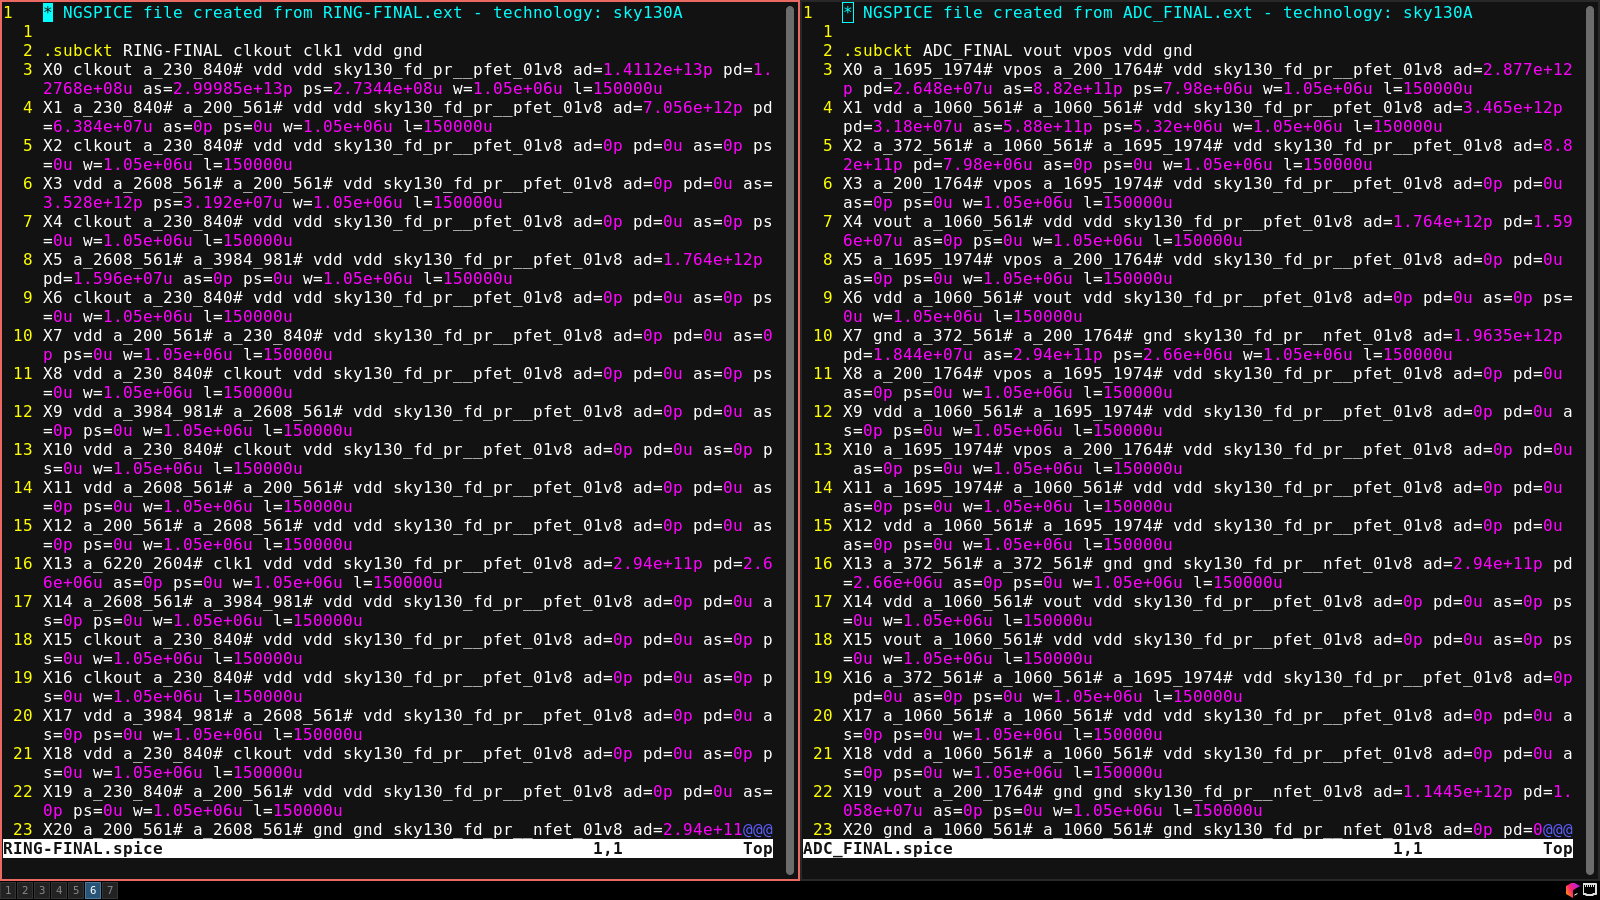 1    * NGSPICE file created from RING-FINAL.ext - technology: sky130A
  1
  2 .subckt RING-FINAL clkout clk1 vdd gnd
  3 X0 clkout a_230_840# vdd vdd sky130_fd_pr__pfet_01v8 ad=1.4112e+13p pd=1.
    2768e+08u as=2.99985e+13p ps=2.7344e+08u w=1.05e+06u l=150000u
  4 X1 a_230_840# a_200_561# vdd vdd sky130_fd_pr__pfet_01v8 ad=7.056e+12p pd
    =6.384e+07u as=0p ps=0u w=1.05e+06u l=150000u
  5 X2 clkout a_230_840# vdd vdd sky130_fd_pr__pfet_01v8 ad=0p pd=0u as=0p ps
    =0u w=1.05e+06u l=150000u
  6 X3 vdd a_2608_561# a_200_561# vdd sky130_fd_pr__pfet_01v8 ad=0p pd=0u as=
    3.528e+12p ps=3.192e+07u w=1.05e+06u l=150000u
  7 X4 clkout a_230_840# vdd vdd sky130_fd_pr__pfet_01v8 ad=0p pd=0u as=0p ps
    =0u w=1.05e+06u l=150000u
  8 X5 a_2608_561# a_3984_981# vdd vdd sky130_fd_pr__pfet_01v8 ad=1.764e+12p
    pd=1.596e+07u as=0p ps=0u w=1.05e+06u l=150000u
  9 X6 clkout a_230_840# vdd vdd sky130_fd_pr__pfet_01v8 ad=0p pd=0u as=0p ps
    =0u w=1.05e+06u l=150000u
 10 X7 vdd a_200_561# a_230_840# vdd sky130_fd_pr__pfet_01v8 ad=0p pd=0u as=0
    p ps=0u w=1.05e+06u l=150000u
 11 X8 vdd a_230_840# clkout vdd sky130_fd_pr__pfet_01v8 ad=0p pd=0u as=0p ps
    =0u w=1.05e+06u l=150000u
 12 X9 vdd a_3984_981# a_2608_561# vdd sky130_fd_pr__pfet_01v8 ad=0p pd=0u as
    =0p ps=0u w=1.05e+06u l=150000u
 13 X10 vdd a_230_840# clkout vdd sky130_fd_pr__pfet_01v8 ad=0p pd=0u as=0p p
    s=0u w=1.05e+06u l=150000u
 14 X11 vdd a_2608_561# a_200_561# vdd sky130_fd_pr__pfet_01v8 ad=0p pd=0u as
    =0p ps=0u w=1.05e+06u l=150000u
 15 X12 a_200_561# a_2608_561# vdd vdd sky130_fd_pr__pfet_01v8 ad=0p pd=0u as
    =0p ps=0u w=1.05e+06u l=150000u
 16 X13 a_6220_2604# clk1 vdd vdd sky130_fd_pr__pfet_01v8 ad=2.94e+11p pd=2.6
    6e+06u as=0p ps=0u w=1.05e+06u l=150000u
 17 X14 a_2608_561# a_3984_981# vdd vdd sky130_fd_pr__pfet_01v8 ad=0p pd=0u a
    s=0p ps=0u w=1.05e+06u l=150000u
 18 X15 clkout a_230_840# vdd vdd sky130_fd_pr__pfet_01v8 ad=0p pd=0u as=0p p
    s=0u w=1.05e+06u l=150000u
 19 X16 clkout a_230_840# vdd vdd sky130_fd_pr__pfet_01v8 ad=0p pd=0u as=0p p
    s=0u w=1.05e+06u l=150000u
 20 X17 vdd a_3984_981# a_2608_561# vdd sky130_fd_pr__pfet_01v8 ad=0p pd=0u a
    s=0p ps=0u w=1.05e+06u l=150000u
 21 X18 vdd a_230_840# clkout vdd sky130_fd_pr__pfet_01v8 ad=0p pd=0u as=0p p
    s=0u w=1.05e+06u l=150000u
 22 X19 a_230_840# a_200_561# vdd vdd sky130_fd_pr__pfet_01v8 ad=0p pd=0u as=
    0p ps=0u w=1.05e+06u l=150000u
 23 X20 a_200_561# a_2608_561# gnd gnd sky130_fd_pr__nfet_01v8 ad=2.94e+11@@@
RING-FINAL.spice 1,1 Top
1    * NGSPICE file created from ADC_FINAL.ext - technology: sky130A
  1
  2 .subckt ADC_FINAL vout vpos vdd gnd
  3 X0 a_1695_1974# vpos a_200_1764# vdd sky130_fd_pr__pfet_01v8 ad=2.877e+12
    p pd=2.648e+07u as=8.82e+11p ps=7.98e+06u w=1.05e+06u l=150000u
  4 X1 vdd a_1060_561# a_1060_561# vdd sky130_fd_pr__pfet_01v8 ad=3.465e+12p
    pd=3.18e+07u as=5.88e+11p ps=5.32e+06u w=1.05e+06u l=150000u
  5 X2 a_372_561# a_1060_561# a_1695_1974# vdd sky130_fd_pr__pfet_01v8 ad=8.8
    2e+11p pd=7.98e+06u as=0p ps=0u w=1.05e+06u l=150000u
  6 X3 a_200_1764# vpos a_1695_1974# vdd sky130_fd_pr__pfet_01v8 ad=0p pd=0u
    as=0p ps=0u w=1.05e+06u l=150000u
  7 X4 vout a_1060_561# vdd vdd sky130_fd_pr__pfet_01v8 ad=1.764e+12p pd=1.59
    6e+07u as=0p ps=0u w=1.05e+06u l=150000u
  8 X5 a_1695_1974# vpos a_200_1764# vdd sky130_fd_pr__pfet_01v8 ad=0p pd=0u
    as=0p ps=0u w=1.05e+06u l=150000u
  9 X6 vdd a_1060_561# vout vdd sky130_fd_pr__pfet_01v8 ad=0p pd=0u as=0p ps=
    0u w=1.05e+06u l=150000u
 10 X7 gnd a_372_561# a_200_1764# gnd sky130_fd_pr__nfet_01v8 ad=1.9635e+12p
    pd=1.844e+07u as=2.94e+11p ps=2.66e+06u w=1.05e+06u l=150000u
 11 X8 a_200_1764# vpos a_1695_1974# vdd sky130_fd_pr__pfet_01v8 ad=0p pd=0u
    as=0p ps=0u w=1.05e+06u l=150000u
 12 X9 vdd a_1060_561# a_1695_1974# vdd sky130_fd_pr__pfet_01v8 ad=0p pd=0u a
    s=0p ps=0u w=1.05e+06u l=150000u
 13 X10 a_1695_1974# vpos a_200_1764# vdd sky130_fd_pr__pfet_01v8 ad=0p pd=0u
     as=0p ps=0u w=1.05e+06u l=150000u
 14 X11 a_1695_1974# a_1060_561# vdd vdd sky130_fd_pr__pfet_01v8 ad=0p pd=0u
    as=0p ps=0u w=1.05e+06u l=150000u
 15 X12 vdd a_1060_561# a_1695_1974# vdd sky130_fd_pr__pfet_01v8 ad=0p pd=0u
    as=0p ps=0u w=1.05e+06u l=150000u
 16 X13 a_372_561# a_372_561# gnd gnd sky130_fd_pr__nfet_01v8 ad=2.94e+11p pd
    =2.66e+06u as=0p ps=0u w=1.05e+06u l=150000u
 17 X14 vdd a_1060_561# vout vdd sky130_fd_pr__pfet_01v8 ad=0p pd=0u as=0p ps
    =0u w=1.05e+06u l=150000u
 18 X15 vout a_1060_561# vdd vdd sky130_fd_pr__pfet_01v8 ad=0p pd=0u as=0p ps
    =0u w=1.05e+06u l=150000u
 19 X16 a_372_561# a_1060_561# a_1695_1974# vdd sky130_fd_pr__pfet_01v8 ad=0p
     pd=0u as=0p ps=0u w=1.05e+06u l=150000u
 20 X17 a_1060_561# a_1060_561# vdd vdd sky130_fd_pr__pfet_01v8 ad=0p pd=0u a
    s=0p ps=0u w=1.05e+06u l=150000u
 21 X18 vdd a_1060_561# a_1060_561# vdd sky130_fd_pr__pfet_01v8 ad=0p pd=0u a
    s=0p ps=0u w=1.05e+06u l=150000u
 22 X19 vout a_200_1764# gnd gnd sky130_fd_pr__nfet_01v8 ad=1.1445e+12p pd=1.
    058e+07u as=0p ps=0u w=1.05e+06u l=150000u
 23 X20 gnd a_1060_561# a_1060_561# gnd sky130_fd_pr__nfet_01v8 ad=0p pd=0@@@
ADC_FINAL.spice 1,1 Top
1 2 3 4 5 6 7